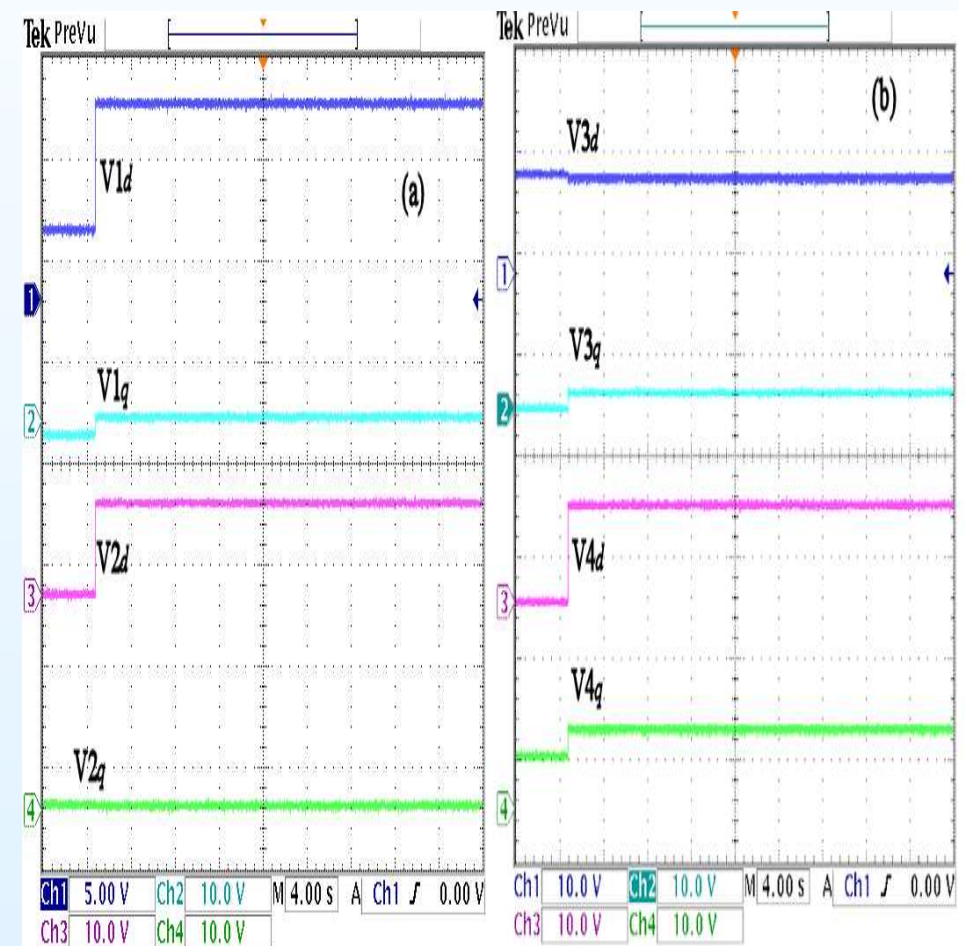 Tek PreVu
V1d
(a)
1
V1q
2
V2d
3
V2q
4
Ch1 5.00 V Ch2 10.0 V M 4.00 s A Ch1 ƒ 0.00 V
Ch3 10.0 V Ch4 10.0 V
Tek PreVu
(b)
V3d
1
V3q
2
V4d
3
V4q
4
Ch1 10.0 V Ch2 10.0 V M 4.00 s A Ch1 ƒ 0.00 V
Ch3 10.0 V Ch4 10.0 V